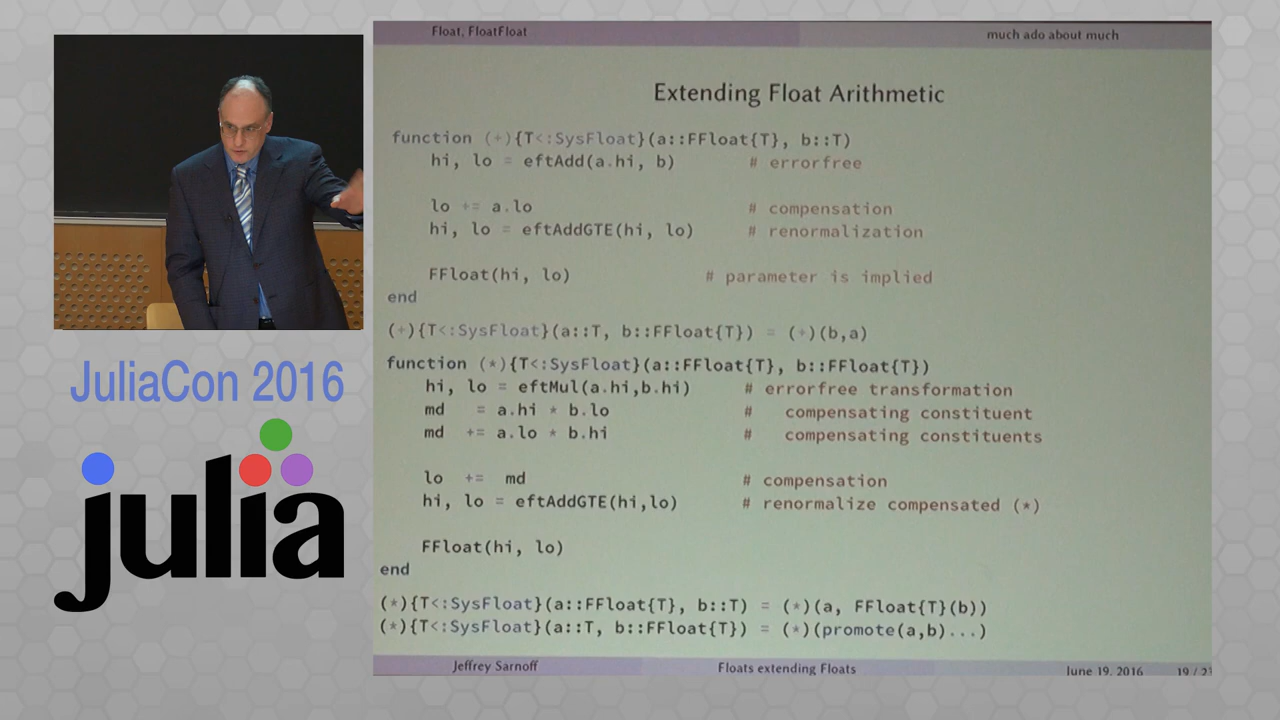 Float, FloatFloat
much ado about much
Extending Float Arithmetic
function (+){T<:SysFloat}(a::FFloat{T}, b::T)
hi, lo = eftAdd(a.hi, b) # errorfree
lo += a.lo # compensation
hi, lo = eftAddGTE(hi, lo) # renormalization
FFloat(hi, lo) # parameter is implied
end
(+){T<:SysFloat}(a::T, b::FFloat{T}) = (+)(b,a)
function (*){T<:SysFloat}(a::FFloat{T}, b::FFloat{T})
hi, lo = eftMul(a.hi,b.hi) # errorfree transformation
md = a.hi * b.lo # compensating constituent
md += a.lo * b.hi # compensating constituents
lo += md # compensation
hi, lo = eftAddGTE(hi,lo) # renormalize compensated (*)
FFloat(hi, lo)
end
(*){T<:SysFloat}(a::FFloat{T}, b::T) = (*)(a, FFloat{T}(b))
(*){T<:SysFloat}(a::T, b::FFloat{T}) = (*)(promote(a,b)...)
Jeffrey Sarnoff
Floats extending Floats
June 19, 2016
19 / 2
JuliaCon 2016
julia